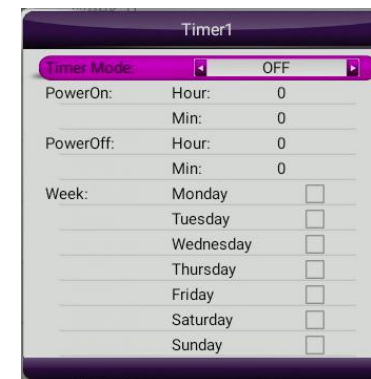 Timer1
Timer Mode: OFF
PowerOn: Hour: 0
Min: 0
PowerOff: Hour: 0
Min: 0
Week: Monday
Tuesday
Wednesday
Thursday
Friday
Saturday
Sunday